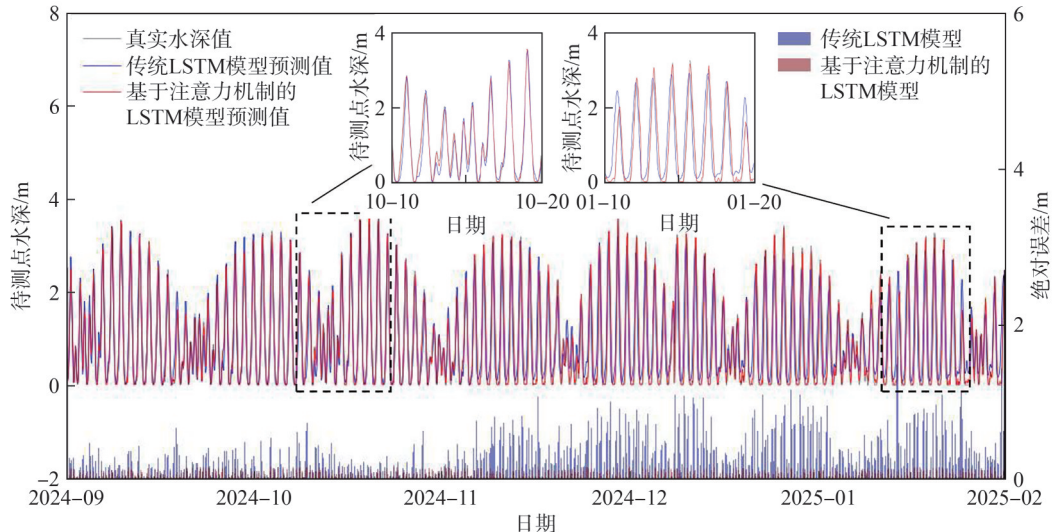 真实水深值
传统LSTM模型预测值
基于注意力机制的
LSTM模型预测值
传统LSTM模型
基于注意力机制的
LSTM模型
待测点水深/m
8
6
4
2
0
−2
待测点水深/m
4
2
0
10−10
10−20
日期
待测点水深/m
4
2
0
01−10
01−20
日期
绝对误差/m
6
4
2
0
2024−09
2024−10
2024−11
2024−12
2025−01
2025−02
日期